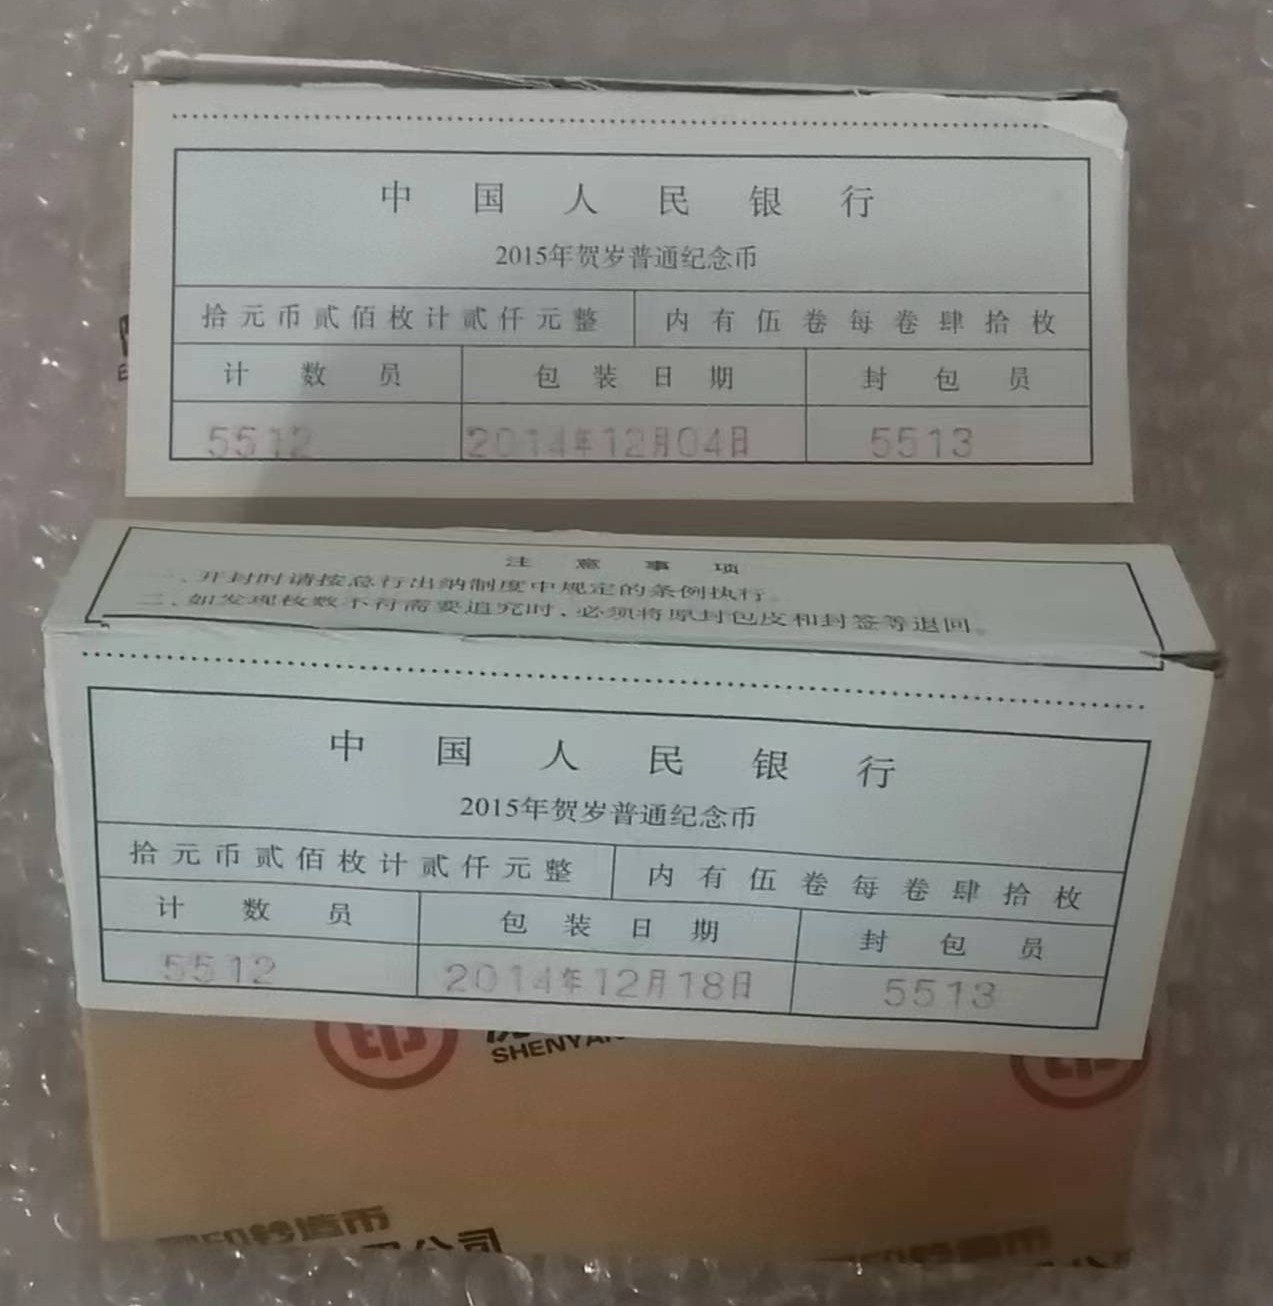 中国人民银行
2015年贺岁普通纪念币
拾元币贰佰枚计贰仟元整 内有伍卷每卷肆拾枚
计数员 包装日期 封包员
5512 2014年12月04日 5513
注意事项
一、开封时请按总行出纳制度中规定的条例执行。
二、如发现枚数不符需要追究时，必须将原封包皮和封签等退回。
中国人民银行
2015年贺岁普通纪念币
拾元币贰佰枚计贰仟元整 内有伍卷每卷肆拾枚
计数员 包装日期 封包员
5512 2014年12月18日 5513
印 SHENYAN 印
印钞造币
公司